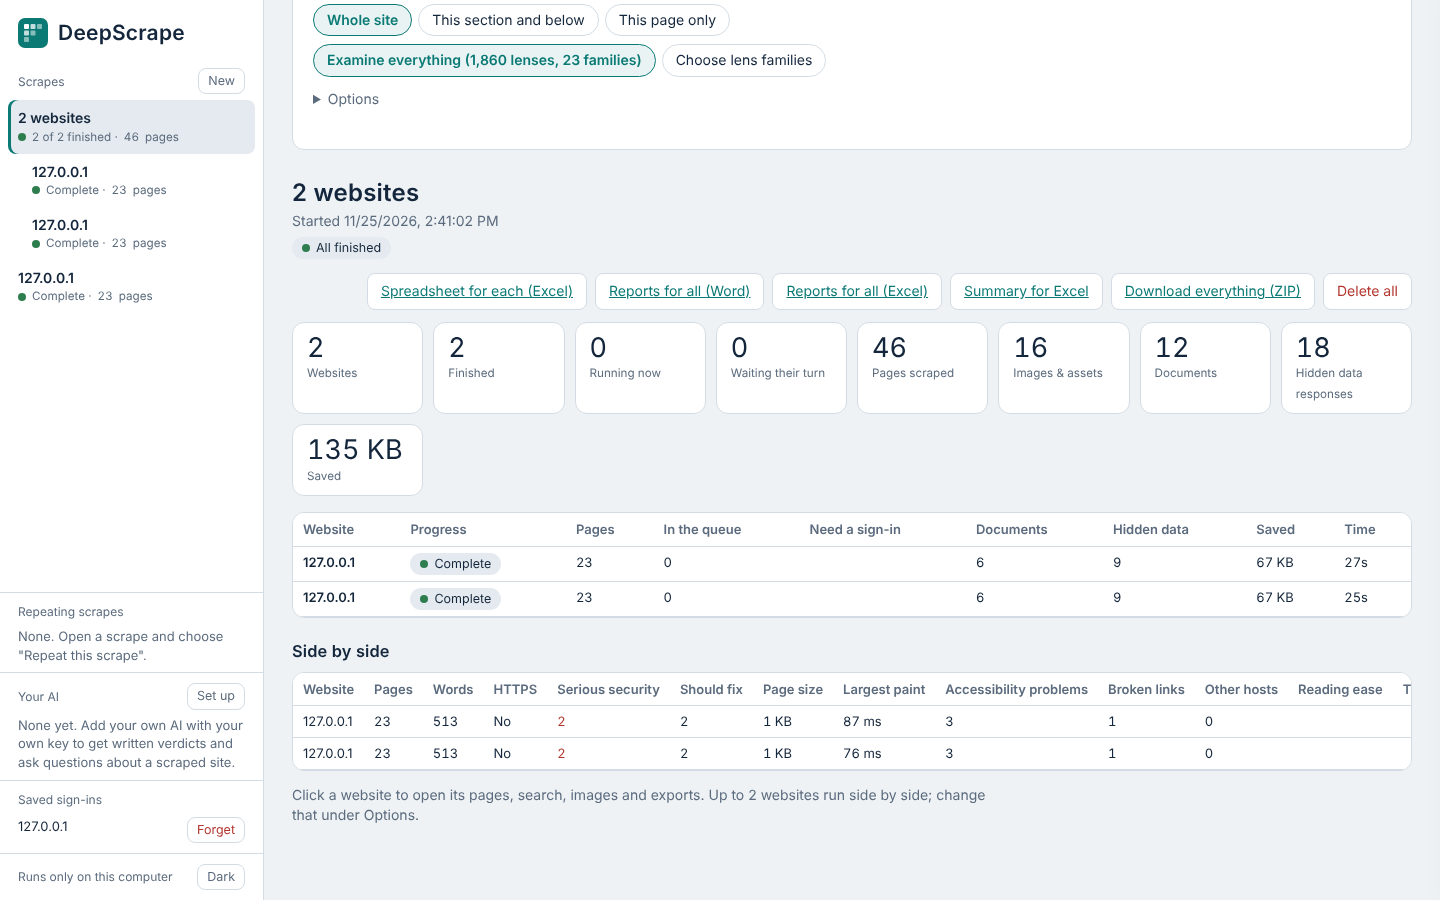 DeepScrape
Scrapes
New
2 websites
2 of 2 finished · 46 pages
127.0.0.1
Complete · 23 pages
127.0.0.1
Complete · 23 pages
127.0.0.1
Complete · 23 pages
Repeating scrapes
None. Open a scrape and choose
"Repeat this scrape".
Your AI
Set up
None yet. Add your own AI with your
own key to get written verdicts and
ask questions about a scraped site.
Saved sign-ins
127.0.0.1
Forget
Runs only on this computer
Dark
Whole site
This section and below
This page only
Examine everything (1,860 lenses, 23 families)
Choose lens families
Options
2 websites
Started 11/25/2026, 2:41:02 PM
All finished
Spreadsheet for each (Excel)
Reports for all (Word)
Reports for all (Excel)
Summary for Excel
Download everything (ZIP)
Delete all
2
Websites
2
Finished
0
Running now
0
Waiting their turn
46
Pages scraped
16
Images & assets
12
Documents
18
Hidden data
responses
135 KB
Saved
Website Progress Pages In the queue Need a sign-in Documents Hidden data Saved Time
127.0.0.1 Complete 23 0 6 9 67 KB 27s
127.0.0.1 Complete 23 0 6 9 67 KB 25s
Side by side
Website Pages Words HTTPS Serious security Should fix Page size Largest paint Accessibility problems Broken links Other hosts Reading ease T
127.0.0.1 23 513 No 2 2 1 KB 87 ms 3 1 0
127.0.0.1 23 513 No 2 2 1 KB 76 ms 3 1 0
Click a website to open its pages, search, images and exports. Up to 2 websites run side by side; change
that under Options.